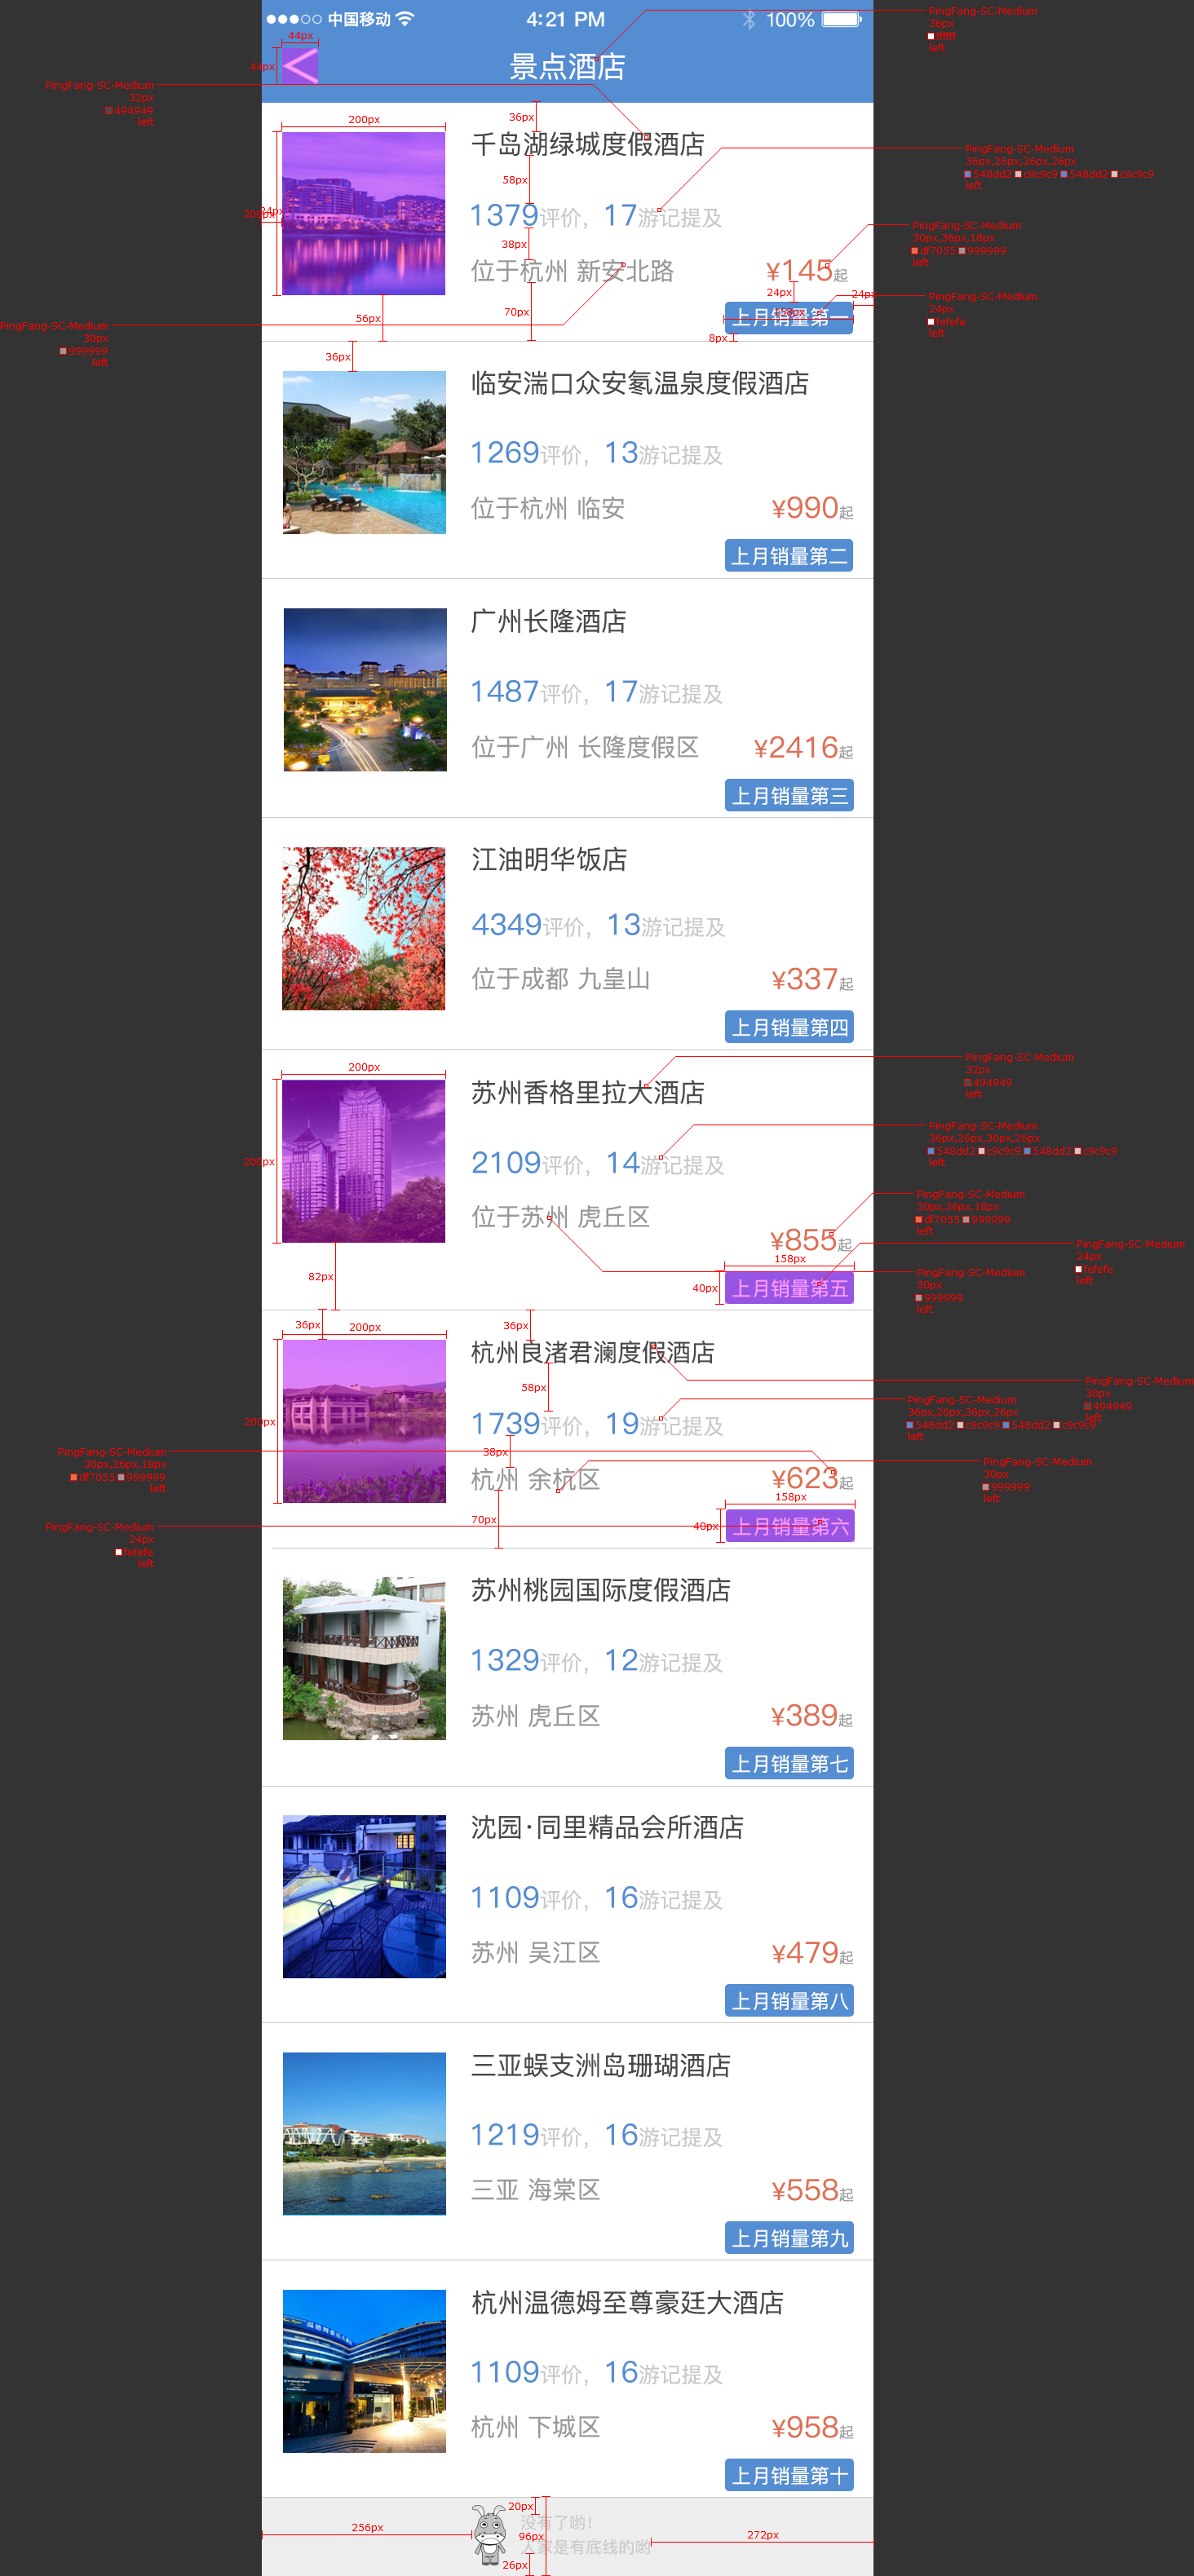 中国移动
4:21 PM
100%
景点酒店
44px
44px
PingFang-SC-Medium
36px
ffffff
left
PingFang-SC-Medium
32px
494949
left
200px
36px
千岛湖绿城度假酒店
PingFang-SC-Medium
36px,26px,36px,26px
548dd2 c9c9c9 548dd2 c9c9c9
left
58px
200px
24px
1379评价，17游记提及
PingFang-SC-Medium
30px,36px,18px
df7055 999999
left
38px
位于杭州 新安北路
¥145起
24px
24px
PingFang-SC-Medium
24px
fefefe
left
70px
56px
158px
上月销量第一
8px
PingFang-SC-Medium
30px
999999
left
36px
临安湍口众安氡温泉度假酒店
1269评价，13游记提及
位于杭州 临安
¥990起
上月销量第二
广州长隆酒店
1487评价，17游记提及
位于广州 长隆度假区
¥2416起
上月销量第三
江油明华饭店
4349评价，13游记提及
位于成都 九皇山
¥337起
上月销量第四
200px
PingFang-SC-Medium
32px
494949
left
苏州香格里拉大酒店
200px
2109评价，14游记提及
PingFang-SC-Medium
36px,26px,36px,26px
548dd2 c9c9c9 548dd2 c9c9c9
left
位于苏州 虎丘区
PingFang-SC-Medium
30px,36px,18px
df7055 999999
left
¥855起
158px
PingFang-SC-Medium
24px
fefefe
left
82px
40px
上月销量第五
PingFang-SC-Medium
30px
999999
left
36px
200px
36px
杭州良渚君澜度假酒店
58px
PingFang-SC-Medium
30px
494949
left
200px
1739评价，19游记提及
PingFang-SC-Medium
36px,26px,36px,26px
548dd2 c9c9c9 548dd2 c9c9c9
left
38px
PingFang-SC-Medium
30px,36px,18px
df7055 999999
left
杭州 余杭区
¥623起
PingFang-SC-Medium
30px
999999
left
158px
70px
40px
上月销量第六
PingFang-SC-Medium
24px
fefefe
left
苏州桃园国际度假酒店
1329评价，12游记提及
苏州 虎丘区
¥389起
上月销量第七
沈园·同里精品会所酒店
1109评价，16游记提及
苏州 吴江区
¥479起
上月销量第八
三亚蜈支洲岛珊瑚酒店
1219评价，16游记提及
三亚 海棠区
¥558起
上月销量第九
杭州温德姆至尊豪廷大酒店
1109评价，16游记提及
杭州 下城区
¥958起
上月销量第十
20px
没有了哟！
256px
96px
272px
人家是有底线的哟
26px